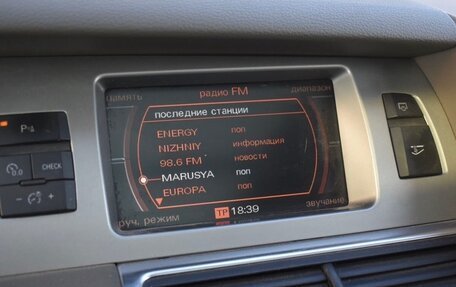 память радио FM диапазон
последние станции
ENERGY поп
NIZHNIY информация
98.6 FM новости
MARUSYA поп
EUROPA поп
руч. режим TP 18:39 звучание
P
CHECK